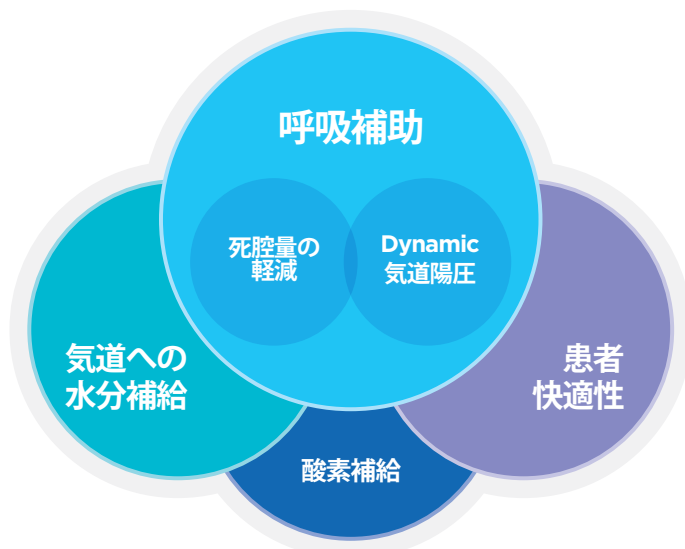 呼吸補助
死腔量の
軽減
Dynamic
気道陽圧
気道への
水分補給
患者
快適性
酸素補給